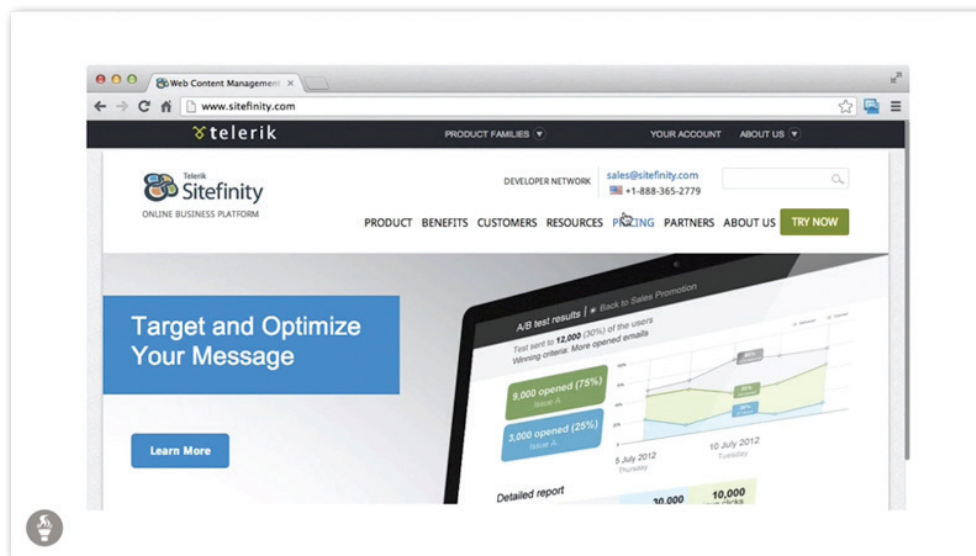 Web Content Management
www.sitefinity.com
telerik
PRODUCT FAMILIES
YOUR ACCOUNT
ABOUT US
Telerik
Sitefinity
ONLINE BUSINESS PLATFORM
DEVELOPER NETWORK
sales@sitefinity.com
+1-888-365-2779
PRODUCT BENEFITS CUSTOMERS RESOURCES PRICING PARTNERS ABOUT US TRY NOW
Target and Optimize
Your Message
Learn More
A/B test results | Back to Sales Promotion
Test sent to 12,000 (30%) of the users
Winning criteria: More opened emails
9,000 opened (75%)
Issue A
3,000 opened (25%)
Issue A
5 July 2012
Thursday
10 July 2012
Tuesday
Detailed report
30,000
10,000
clicks